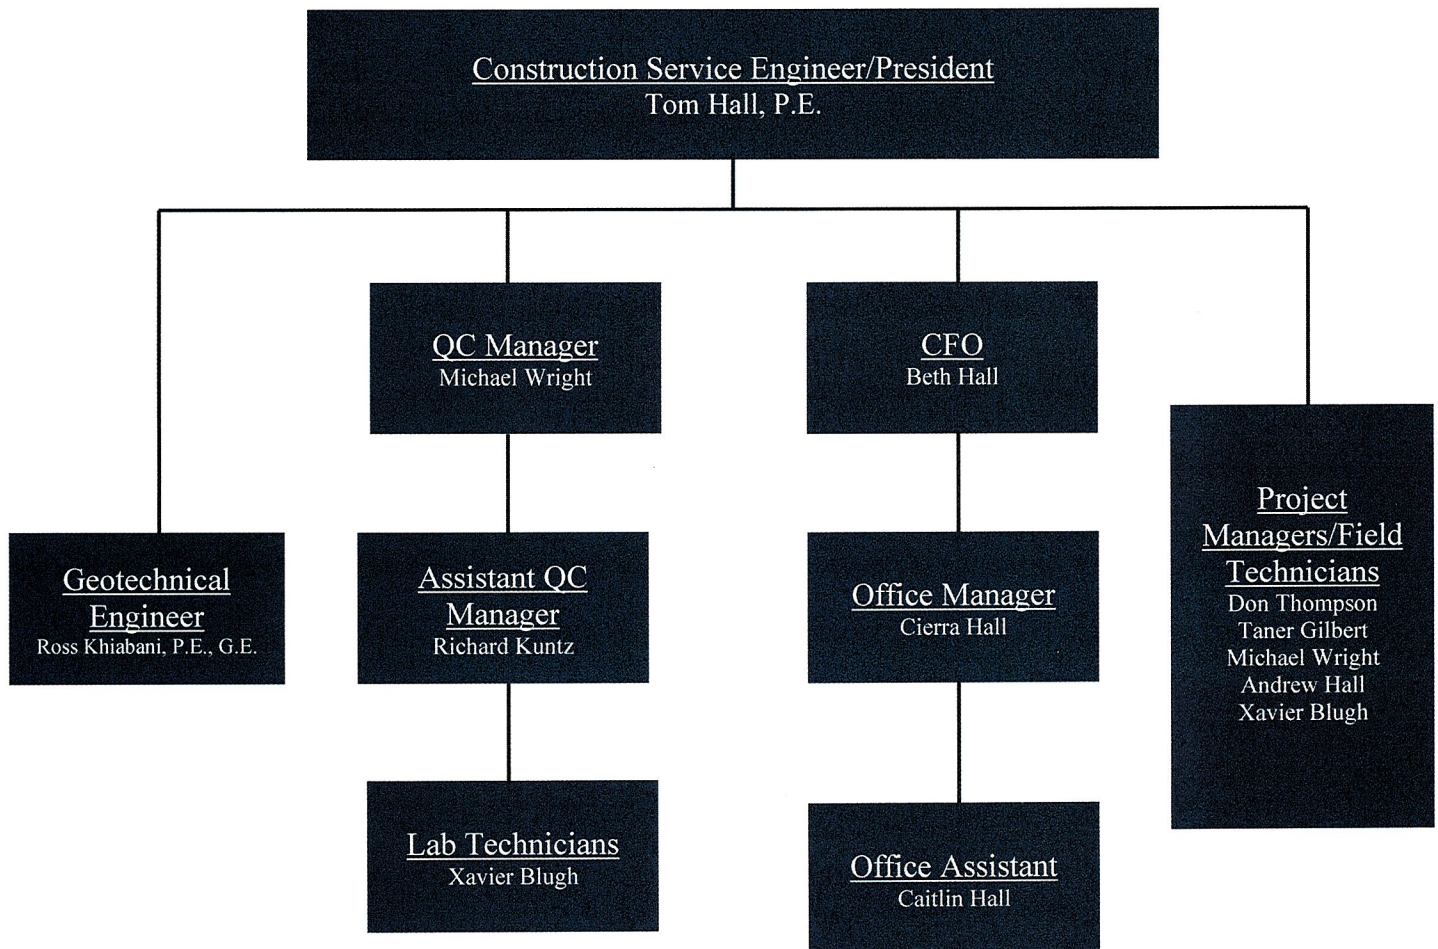 Construction Service Engineer/President
Tom Hall, P.E.
QC Manager
Michael Wright
CFO
Beth Hall
Geotechnical
Engineer
Ross Khiabani, P.E., G.E.
Assistant QC
Manager
Richard Kuntz
Office Manager
Cierra Hall
Project
Managers/Field
Technicians
Don Thompson
Taner Gilbert
Michael Wright
Andrew Hall
Xavier Blugh
Lab Technicians
Xavier Blugh
Office Assistant
Caitlin Hall